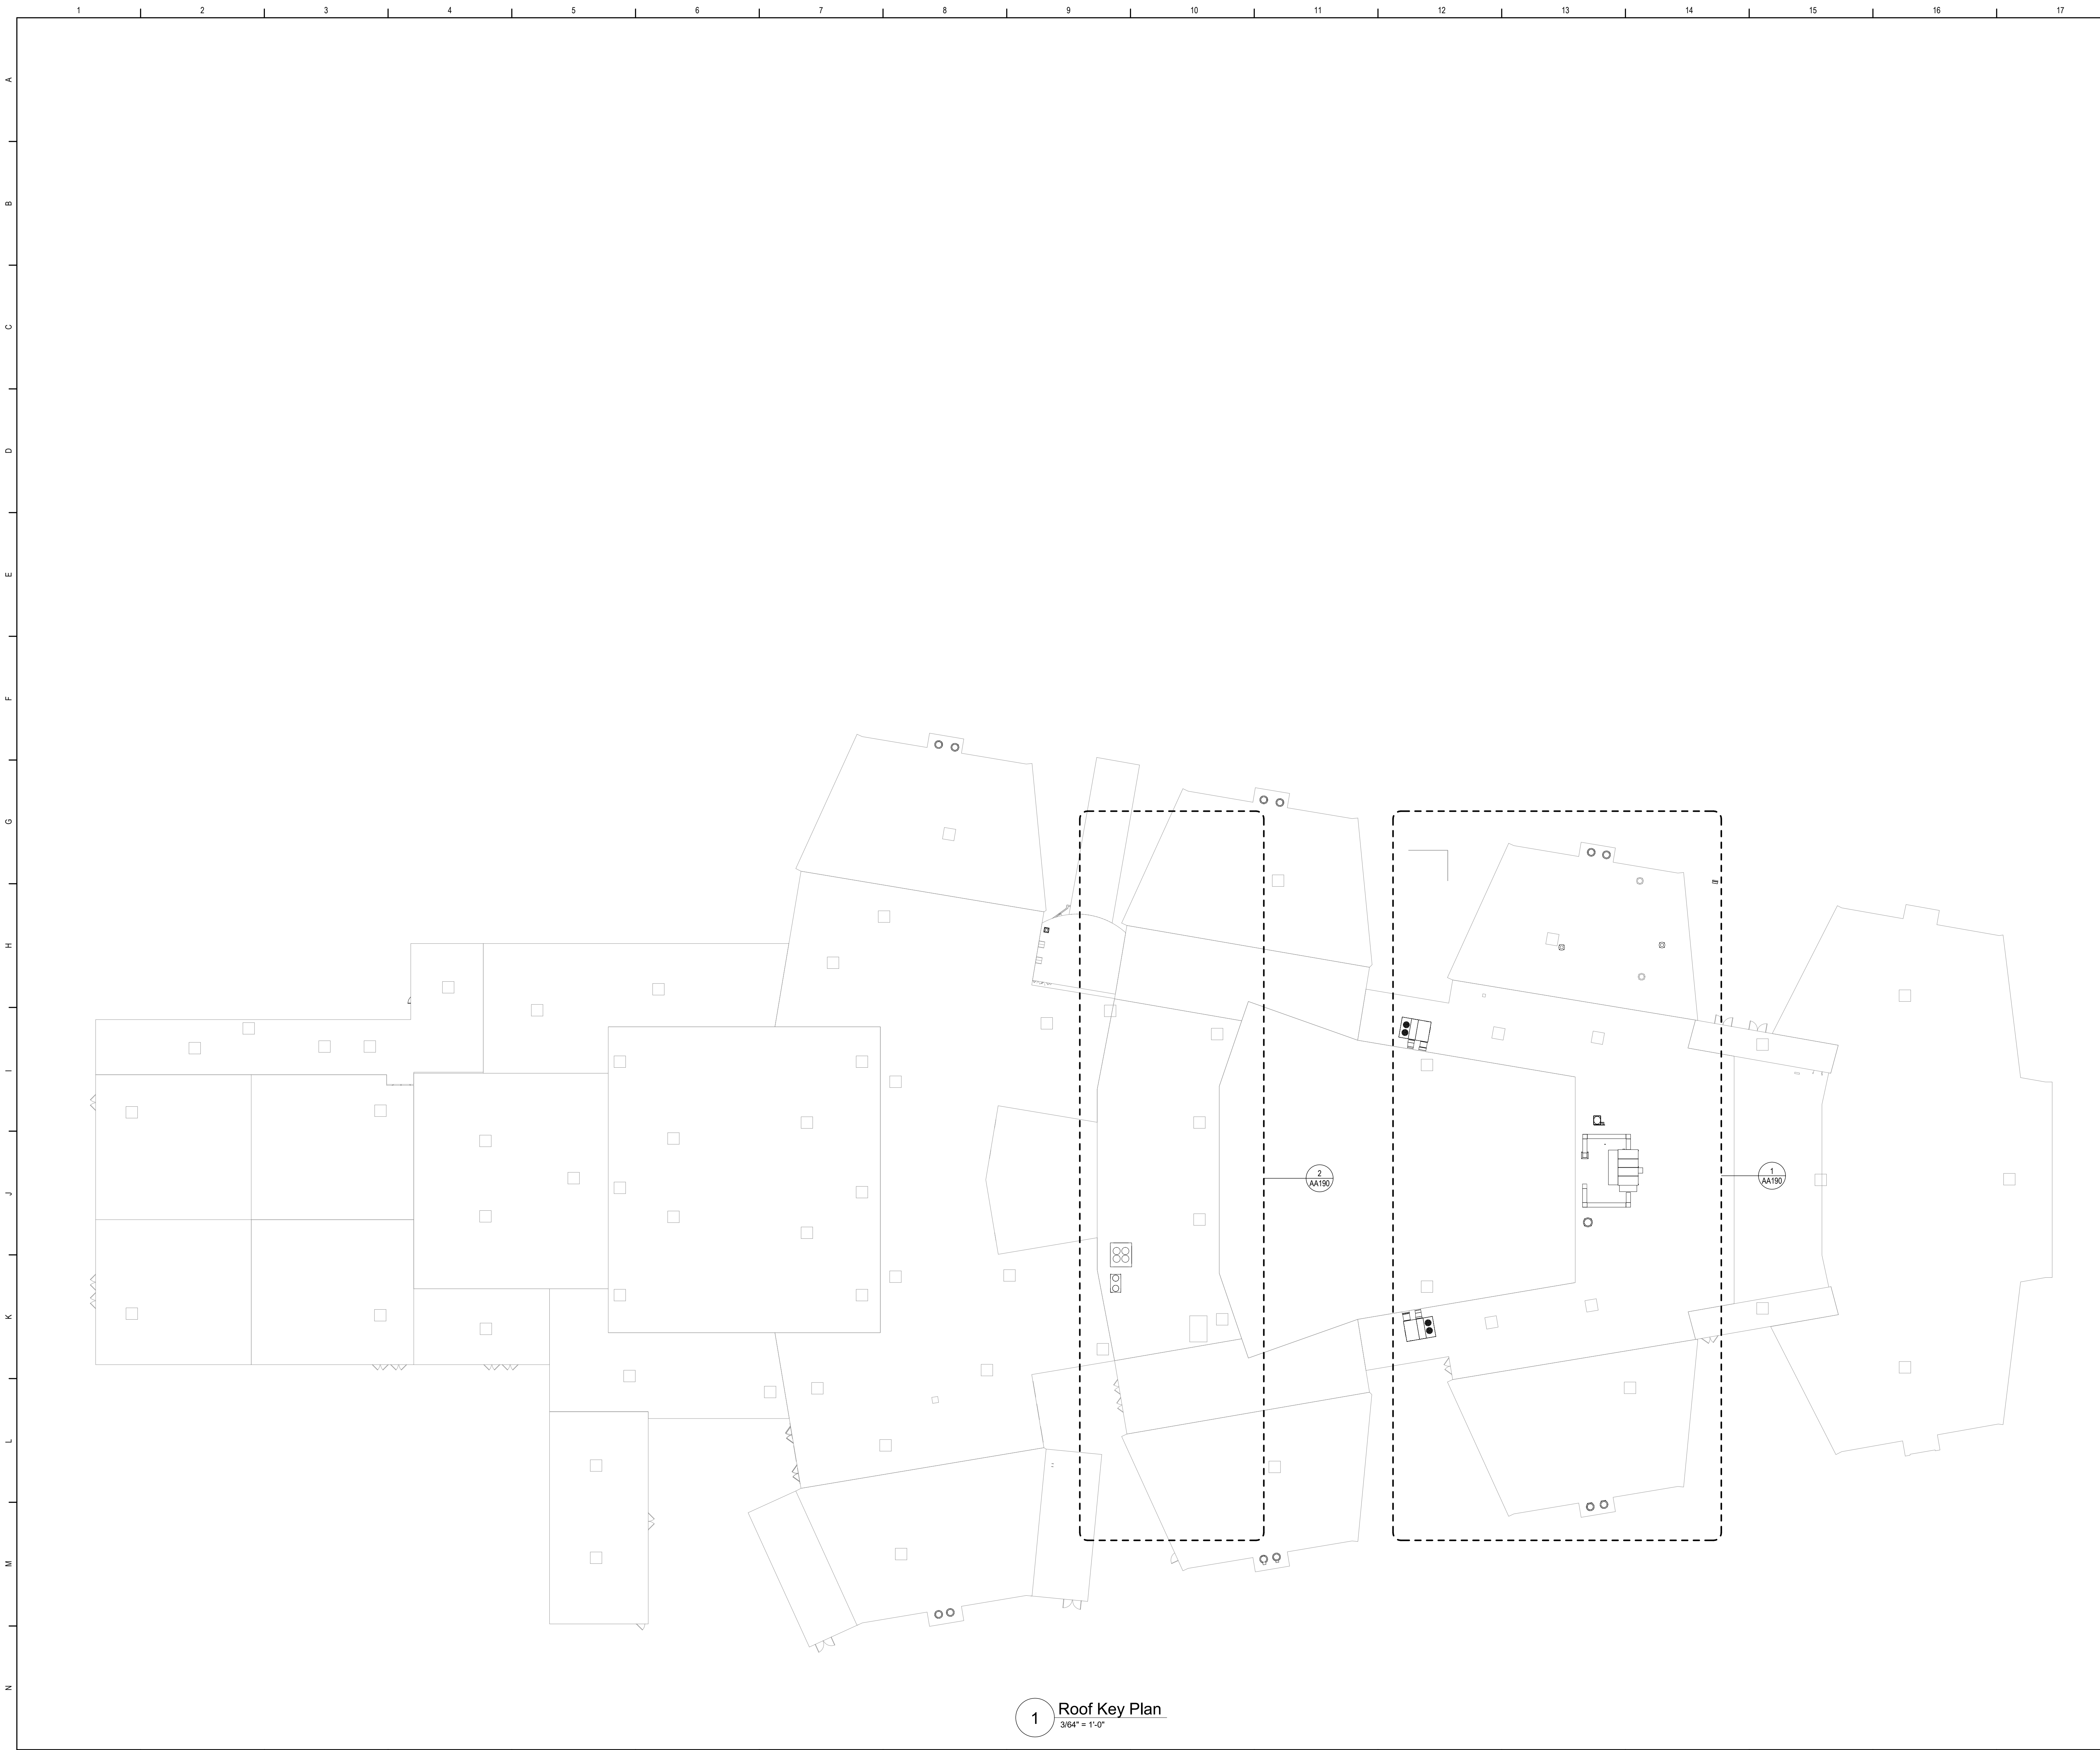 1 2 3 4 5 6 7 8 9 10 11 12 13 14 15 16 17
A
B
C
D
E
F
G
H
I
J
K
L
M
N
2
AA190
1
AA190
1 Roof Key Plan
3/64" = 1'-0"